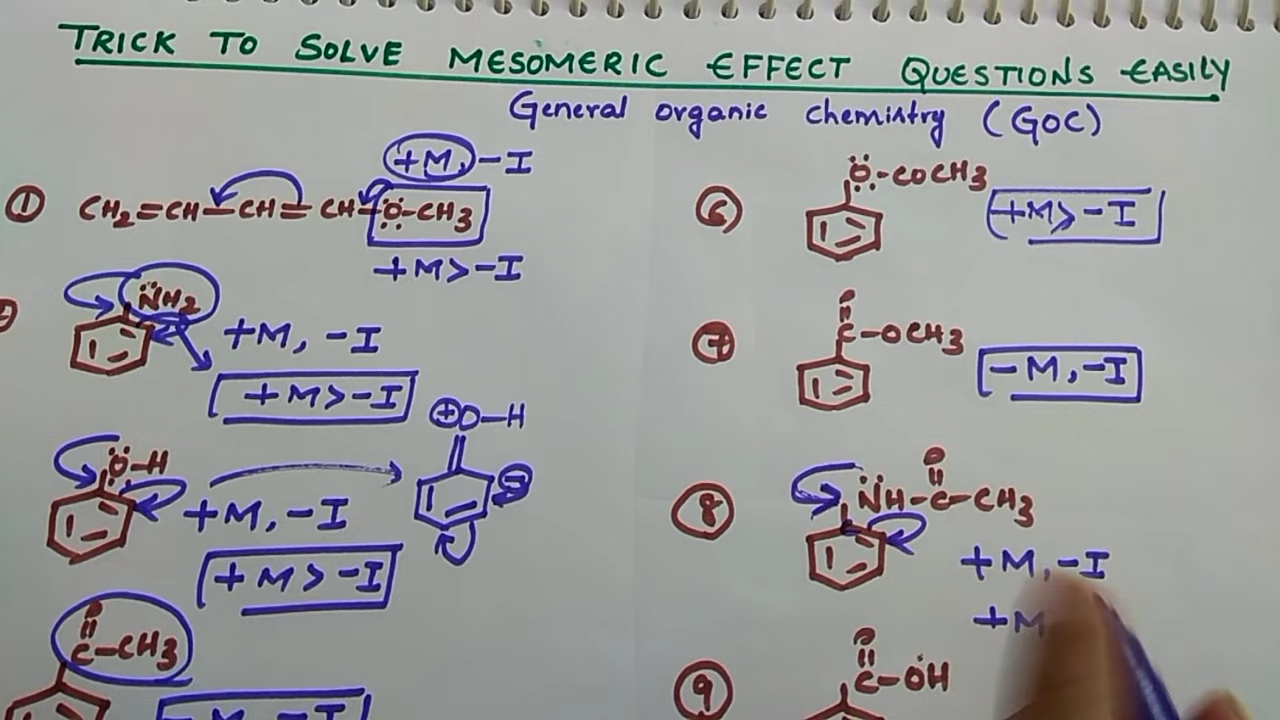 TRICK TO SOLVE MESOMERIC EFFECT QUESTIONS EASILY
General organic chemistry (GOC)
+M, -I
① CH2=CH-CH=CH-O-CH3
+M>-I
NH2
+M, -I
+M>-I
O-H
+M, -I
+M>-I
⊕O-H
⊖
O
C-CH3
-M, -I
⑥ O-COCH3
+M>-I
⑦ O
C-OCH3
-M, -I
⑧ NH-C-CH3
O
+M, -I
+M
⑨ O
C-OH